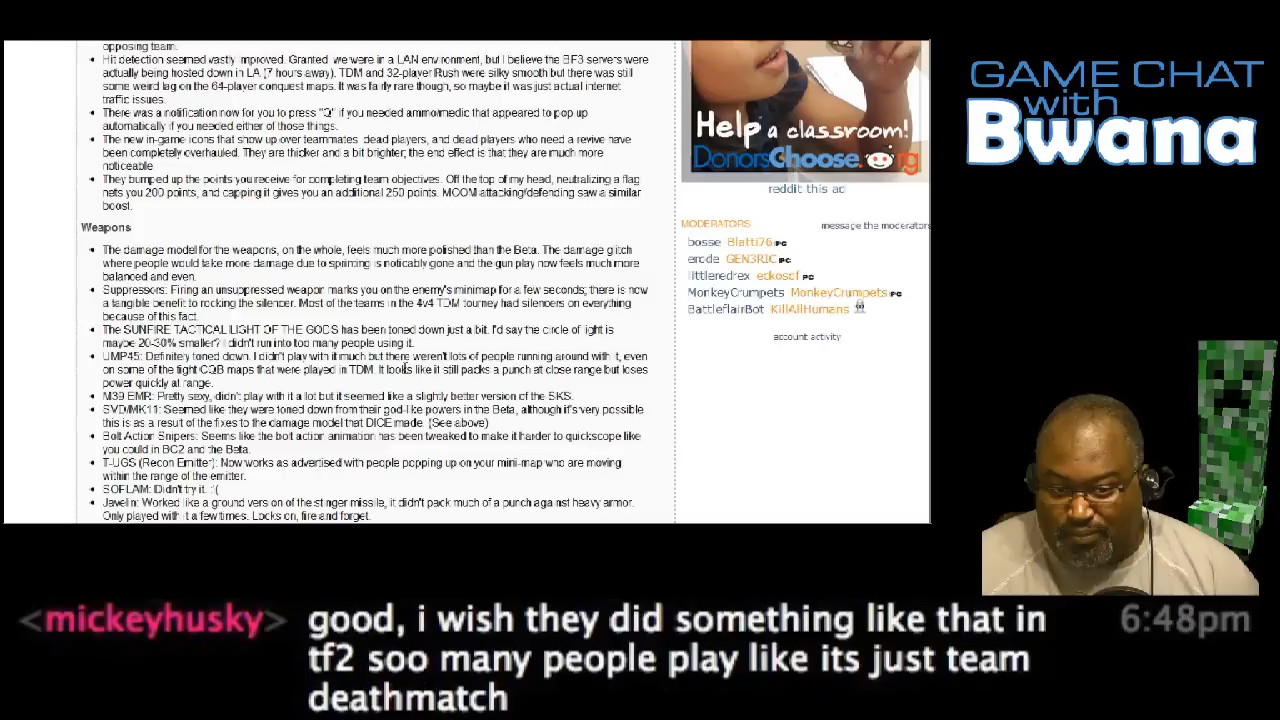 opposing team.
Hit detection seemed vastly improved. Granted, we were in a LAN environment, but I believe the BF3 servers were
actually being hosted down in LA (7 hours away). TDM and 32-player Rush were silky smooth but there was still
some weird lag on the 64-player conquest maps. It was fairly rare though, so maybe it was just actual internet
traffic issues.
There was a notification now for you to press "Q" if you needed ammo/medic that appeared to pop up
automatically if you needed either of those things.
The new in-game icons that show up over teammates, dead players, and dead players who need a revive have
been completely overhauled. They are thicker and a bit brighter; the end effect is that they are much more
noticeable.
They bumped up the points you receive for completing team objectives. Off the top of my head, neutralizing a flag
nets you 200 points, and capping it gives you an additional 250 points. MCOM attacking/defending saw a similar
boost.
Weapons
The damage model for the weapons, on the whole, feels much more polished than the Beta. The damage glitch
where people would take more damage due to sprinting is noticably gone and the gun play now feels much more
balanced and even.
Suppressors: Firing an unsuppressed weapon marks you on the enemy's minimap for a few seconds; there is now
a tangible benefit to rocking the silencer. Most of the teams in the 4v4 TDM tourney had silencers on everything
because of this fact.
The SUNFIRE TACTICAL LIGHT OF THE GODS has been toned down just a bit. I'd say the circle of light is
maybe 20-30% smaller? I didn't run into too many people using it.
UMP45: Definitely toned down. I didn't play with it much but there weren't lots of people running around with it, even
on some of the tight CQB maps that were played in TDM. It looks like it still packs a punch at close range but loses
power quickly at range.
M39 EMR: Pretty sexy, didn't play with it a lot but it seemed like a slightly better version of the SKS.
SVD/MK11: Seemed like they were toned down from their god-like powers in the Beta, although it's very possible
this is as a result of the fixes to the damage model that DICE made. (See above)
Bolt Action Snipers: Seems like the bolt action animation has been tweaked to make it harder to quickscope like
you could in BC2 and the Beta.
T-UGS (Recon Emitter): Now works as advertised with people popping up on your mini-map who are moving
within the range of the emitter.
SOFLAM: Didn't try it. :'(
Javelin: Worked like a ground version of the stinger missile, it didn't pack much of a punch against heavy armor.
Only played with it a few times. Locks on, fire and forget.
Help a classroom!
DonorsChoose.org
reddit this ad
MODERATORS message the moderators
bosse Blatti76 PC
erode GEN3RIC PC
littleredrex eckosdf PC
MonkeyCrumpets MonkeyCrumpets PC
BattleflairBot KillAllHumans
account activity
GAME CHAT
with
Bwana
<mickeyhusky> good, i wish they did something like that in 6:48pm
tf2 soo many people play like its just team
deathmatch